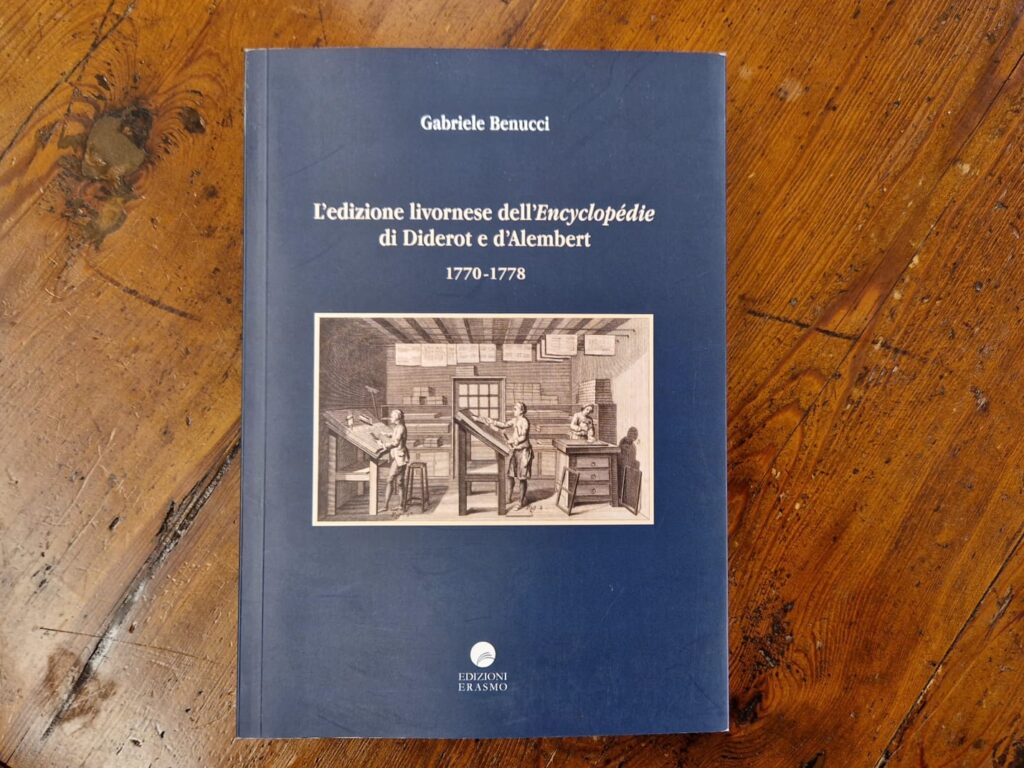 Gabriele Benucci
L'edizione livornese dell'Encyclopédie
di Diderot e d'Alembert
1770-1778
EDIZIONI
ERASMO